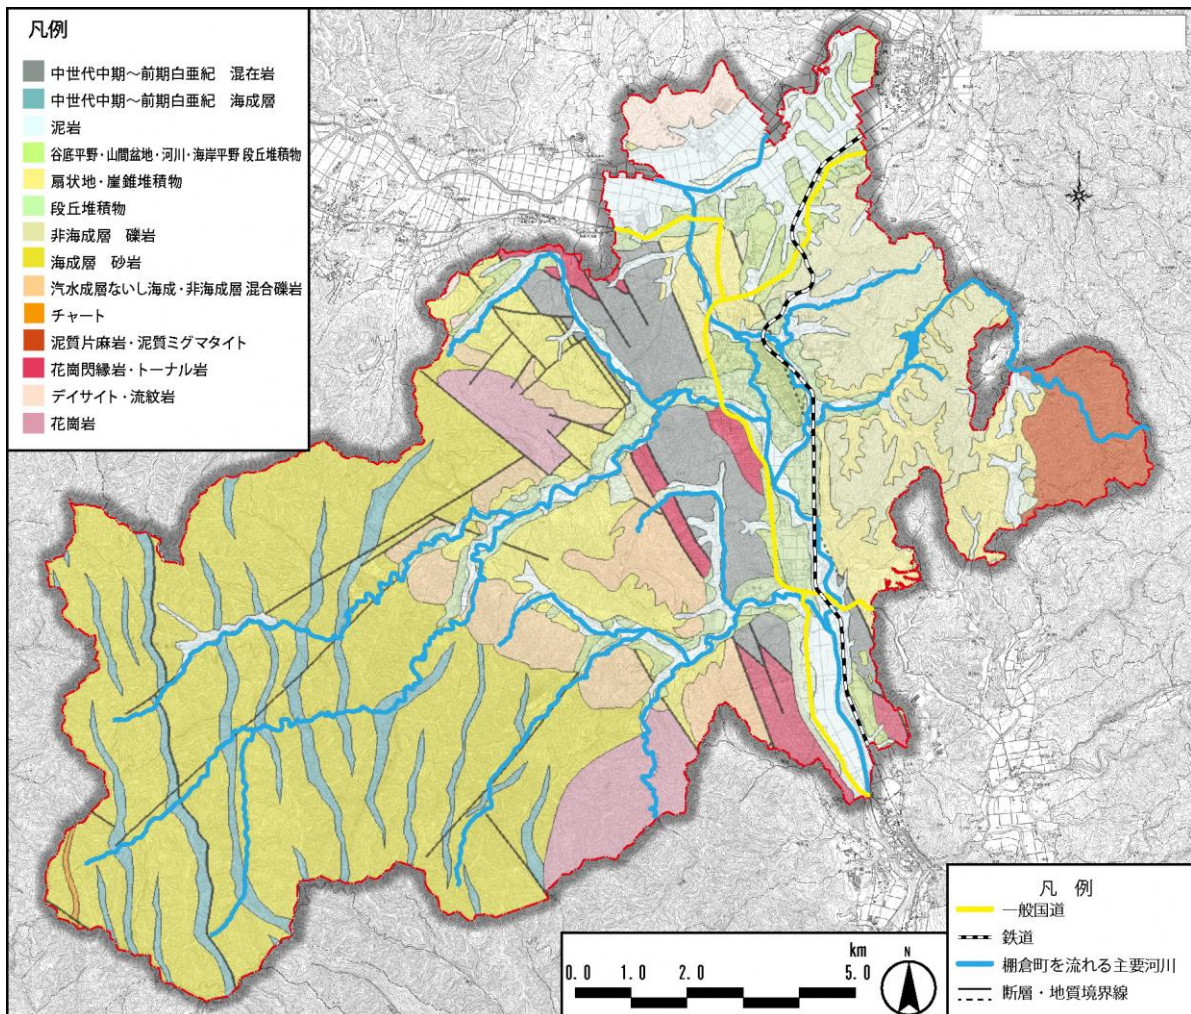 凡例
中世代中期～前期白亜紀　混在岩
中世代中期～前期白亜紀　海成層
泥岩
谷底平野・山間盆地・河川・海岸平野 段丘堆積物
扇状地・崖錐堆積物
段丘堆積物
非海成層　礫岩
海成層　砂岩
汽水成層ないし海成・非海成層 混合礫岩
チャート
泥質片麻岩・泥質ミグマタイト
花崗閃緑岩・トーナル岩
デイサイト・流紋岩
花崗岩
凡　例
一般国道
鉄道
棚倉町を流れる主要河川
断層・地質境界線
km
0.0 1.0 2.0 5.0
N